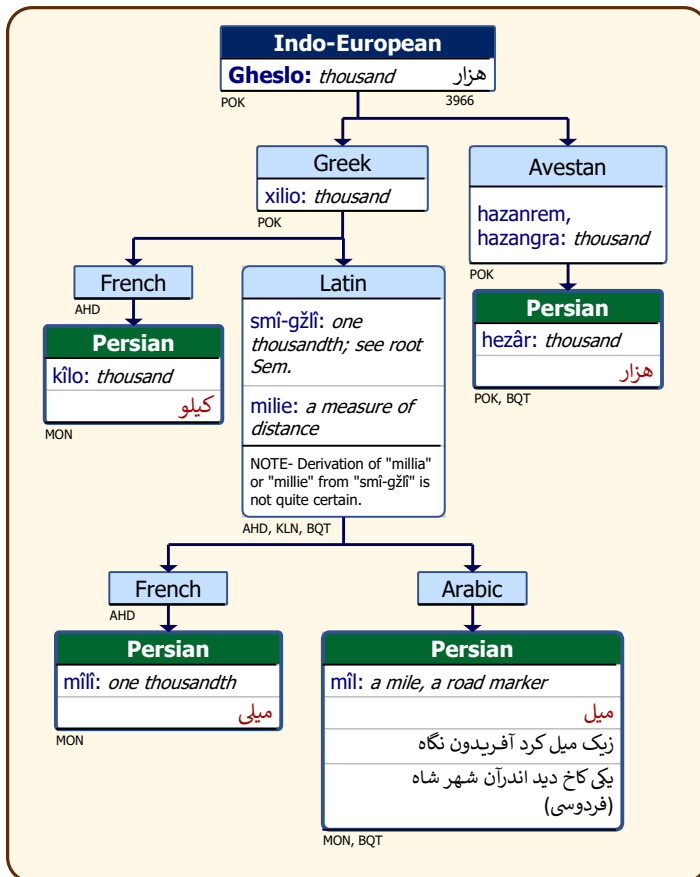 Indo-European
Gheslo: thousand هزار
POK 3966
Greek
xilio: thousand
POK
Avestan
hazanrem,
hazangra: thousand
POK
French
AHD
Persian
kîlo: thousand
کیلو
MON
Latin
smî-gžlî: one
thousandth; see root
Sem.
milie: a measure of
distance
NOTE- Derivation of "millia"
or "millie" from "smî-gžlî" is
not quite certain.
AHD, KLN, BQT
Persian
hezâr: thousand
هزار
POK, BQT
French
AHD
Persian
mîlî: one thousandth
میلی
MON
Arabic
Persian
mîl: a mile, a road marker
میل
زیک میل کرد آفریدون نگاه
یکی کاخ دید اندرآن شهر شاه
(فردوسی)
MON, BQT